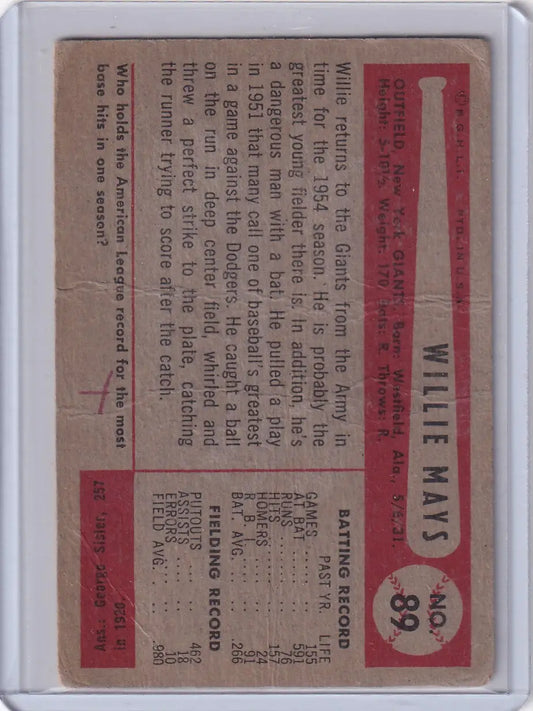 © B.G.H.L.I. PTD. IN U.S.A.
WILLIE MAYS
NO.
89
OUTFIELD, New York GIANTS Born: Westfield, Ala., 5/6/31.
Height: 5-10½ Weight: 170 Bats: R. Throws: R.
Willie returns to the Giants from the Army in
time for the 1954 season. He is probably the
greatest young fielder there is. In addition, he's
a dangerous man with a bat. He pulled a play
in 1951 that many call one of baseball's greatest
in a game against the Dodgers. He caught a ball
on the run in deep center field, whirled and
threw a perfect strike to the plate, catching
the runner trying to score after the catch.
BATTING RECORD
PAST YR. LIFE
GAMES .... 155
AT BAT .... 591
RUNS .... 76
HITS .... 157
HOMERS .... 24
R. B. I. .... 91
BAT. AVG. .. .266
FIELDING RECORD
PUTOUTS .... 462
ASSISTS .... 18
ERRORS .... 10
FIELD AVG. .. .980
Who holds the American League record for the most
base hits in one season?
Ans: George Sisler, 257
in 1920